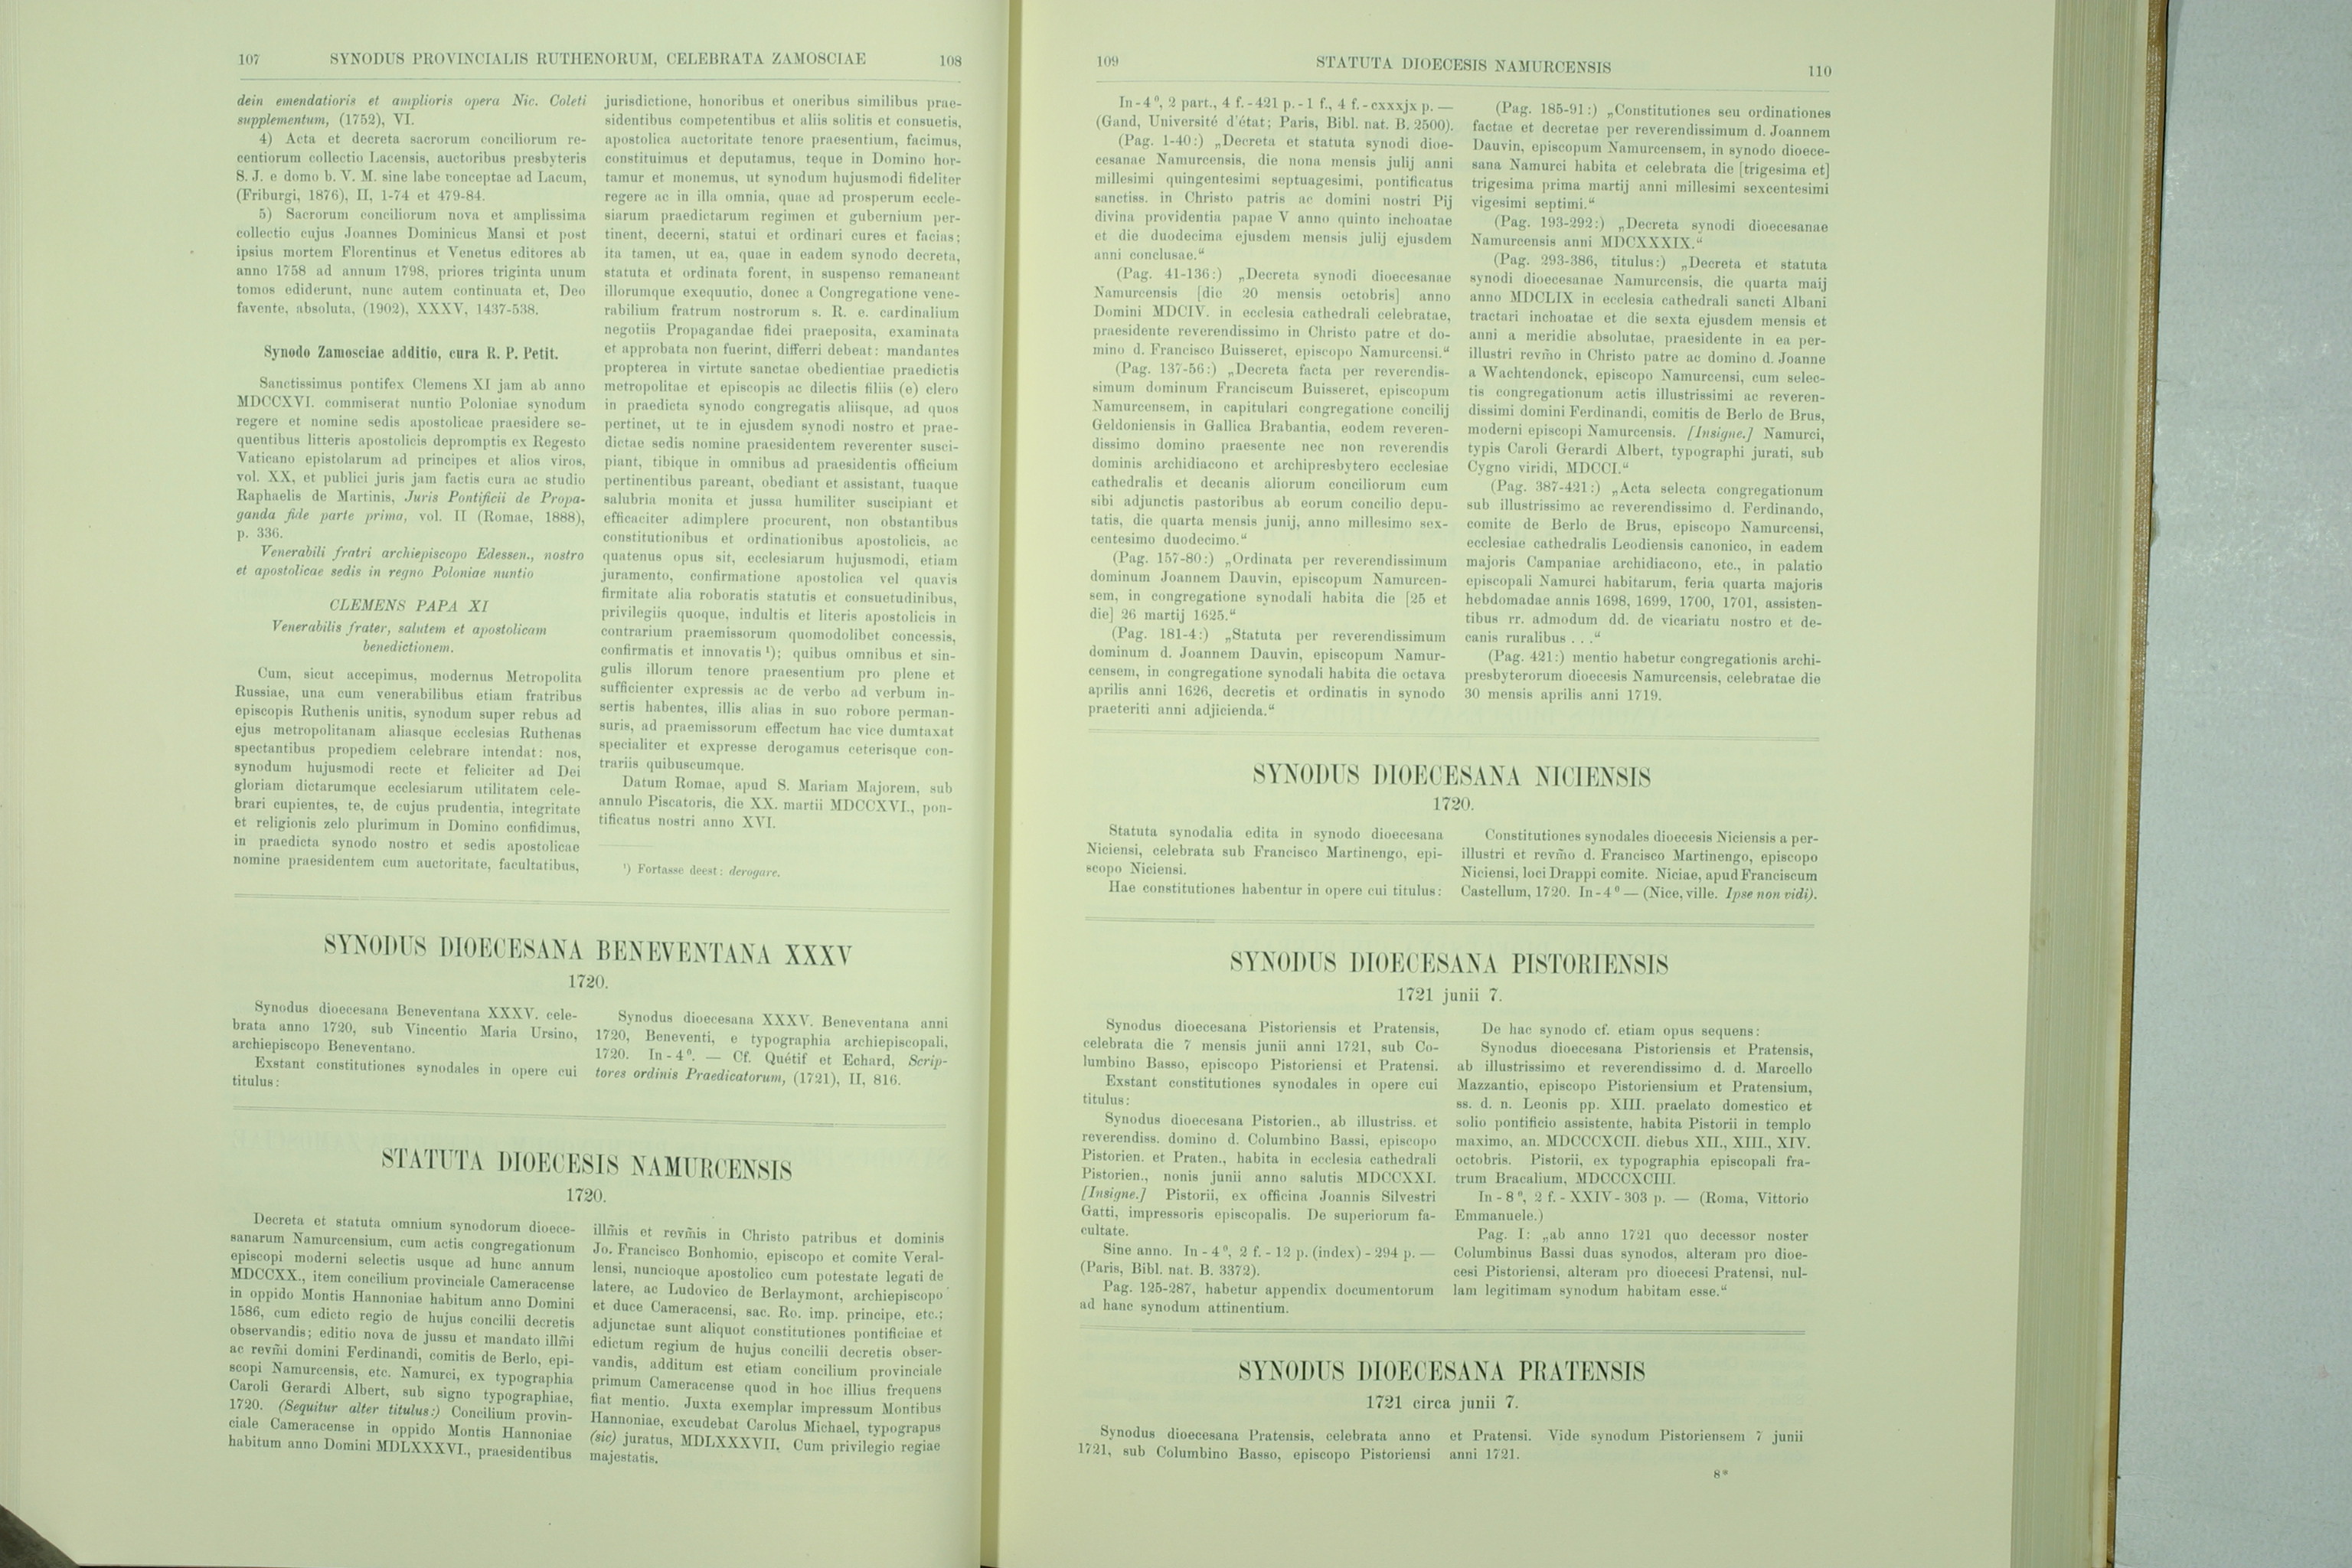 107
SYNODUS PROVINCIALIS RUTHENORUM, CELEBRATA ZAMOSCIAE
108
dein emendatioris et amplioris opera Nic. Coleti
supplementum, (1752), VI.
4) Acta et decreta sacrorum conciliorum re-
centiorum collectio Lacensis, auctoribus presbyteris
S. J. e domo b. V. M. sine labe conceptae ad Lacum,
(Friburgi, 1876), II, 1-74 et 479-84.
5) Sacrorum conciliorum nova et amplissima
collectio cujus Joannes Dominicus Mansi et post
ipsius mortem Florentinus et Venetus editores ab
anno 1758 ad annum 1798, priores triginta unum
tomos ediderunt, nunc autem continuata et, Deo
favente, absoluta, (1902), XXXV, 1437-538.
Synodo Zamosciae additio, cura R. P. Petit.
Sanctissimus pontifex Clemens XI jam ab anno
MDCCXVI. commiserat nuntio Poloniae synodum
regere et nomine sedis apostolicae praesidere se-
quentibus litteris apostolicis depromptis ex Regesto
Vaticano epistolarum ad principes et alios viros,
vol. XX, et publici juris jam factis cura ac studio
Raphaelis de Martinis, Juris Pontificii de Propa-
ganda fide parte prima, vol. II (Romae, 1888),
p. 336.
Venerabili fratri archiepiscopo Edessen., nostro
et apostolicae sedis in regno Poloniae nuntio
CLEMENS PAPA XI
Venerabilis frater, salutem et apostolicam
benedictionem.
Cum, sicut accepimus, modernus Metropolita
Russiae, una cum venerabilibus etiam fratribus
episcopis Ruthenis unitis, synodum super rebus ad
ejus metropolitanam aliasque ecclesias Ruthenas
spectantibus propediem celebrare intendat: nos,
synodum hujusmodi recte et feliciter ad Dei
gloriam dictarumque ecclesiarum utilitatem cele-
brari cupientes, te, de cujus prudentia, integritate
et religionis zelo plurimum in Domino confidimus,
in praedicta synodo nostro et sedis apostolicae
nomine praesidentem cum auctoritate, facultatibus,
jurisdictione, honoribus et oneribus similibus prae-
sidentibus competentibus et aliis solitis et consuetis,
apostolica auctoritate tenore praesentium, facimus,
constituimus et deputamus, teque in Domino hor-
tamur et monemus, ut synodum hujusmodi fideliter
regere ac in illa omnia, quae ad prosperum eccle-
siarum praedictarum regimen et gubernium per-
tinent, decerni, statui et ordinari cures et facias;
ita tamen, ut ea, quae in eadem synodo decreta,
statuta et ordinata forent, in suspenso remaneant
illorumque exequutio, donec a Congregatione vene-
rabilium fratrum nostrorum s. R. e. cardinalium
negotiis Propagandae fidei praeposita, examinata
et approbata non fuerint, differri debeat: mandantes
propterea in virtute sanctae obedientiae praedictis
metropolitae et episcopis ac dilectis filiis (e) clero
in praedicta synodo congregatis aliisque, ad quos
pertinet, ut te in ejusdem synodi nostro et prae-
dictae sedis nomine praesidentem reverenter susci-
piant, tibique in omnibus ad praesidentis officium
pertinentibus pareant, obediant et assistant, tuaque
salubria monita et jussa humiliter suscipiant et
efficaciter adimplere procurent, non obstantibus
constitutionibus et ordinationibus apostolicis, ac
quatenus opus sit, ecclesiarum hujusmodi, etiam
juramento, confirmatione apostolica vel quavis
firmitate alia roboratis statutis et consuetudinibus,
privilegiis quoque, indultis et literis apostolicis in
contrarium praemissorum quomodolibet concessis,
confirmatis et innovatis ¹); quibus omnibus et sin-
gulis illorum tenore praesentium pro plene et
sufficienter expressis ac de verbo ad verbum in-
sertis habentes, illis alias in suo robore perman-
suris, ad praemissorum effectum hac vice dumtaxat
specialiter et expresse derogamus ceterisque con-
trariis quibuscumque.
Datum Romae, apud S. Mariam Majorem, sub
annulo Piscatoris, die XX. martii MDCCXVI., pon-
tificatus nostri anno XVI.
¹) Fortasse deest: derogare.
SYNODUS DIOECESANA BENEVENTANA XXXV
1720.
Synodus dioecesana Beneventana XXXV. cele-
brata anno 1720, sub Vincentio Maria Ursino,
archiepiscopo Beneventano.
Exstant constitutiones synodales in opere cui
titulus:
Synodus dioecesana XXXV. Beneventana anni
1720, Beneventi, e typographia archiepiscopali,
1720. In-4º. — Cf. Quétif et Echard, Scrip-
tores ordinis Praedicatorum, (1721), II, 816.
STATUTA DIOECESIS NAMURCENSIS
1720.
Decreta et statuta omnium synodorum dioece-
sanarum Namurcensium, cum actis congregationum
episcopi moderni selectis usque ad hunc annum
MDCCXX., item concilium provinciale Cameracense
in oppido Montis Hannoniae habitum anno Domini
1586, cum edicto regio de hujus concilii decretis
observandis; editio nova de jussu et mandato illm̃i
ac revm̃i domini Ferdinandi, comitis de Berlo, epi-
scopi Namurcensis, etc. Namurci, ex typographia
Caroli Gerardi Albert, sub signo typographiae,
1720. (Sequitur alter titulus:) Concilium provin-
ciale Cameracense in oppido Montis Hannoniae
habitum anno Domini MDLXXXVI., praesidentibus
illm̃is et revm̃is in Christo patribus et dominis
Jo. Francisco Bonhomio, episcopo et comite Veral-
lensi, nuncioque apostolico cum potestate legati de
latere, ac Ludovico de Berlaymont, archiepiscopo
et duce Cameracensi, sac. Ro. imp. principe, etc.;
adjunctae sunt aliquot constitutiones pontificiae et
edictum regium de hujus concilii decretis obser-
vandis, additum est etiam concilium provinciale
primum Cameracense quod in hoc illius frequens
fiat mentio. Juxta exemplar impressum Montibus
Hannoniae, excudebat Carolus Michael, typograpus
(sic) juratus, MDLXXXVII, Cum privilegio regiae
majestatis.
109
STATUTA DIOECESIS NAMURCENSIS
110
In-4º, 2 part., 4 f.-421 p.-1 f., 4 f.-cxxxjx p. —
(Gand, Université d'état; Paris, Bibl. nat. B. 2500).
(Pag. 1-40:) „Decreta et statuta synodi dioe-
cesanae Namurcensis, die nona mensis julij anni
millesimi quingentesimi septuagesimi, pontificatus
sanctiss. in Christo patris ac domini nostri Pij
divina providentia papae V anno quinto inchoatae
et die duodecima ejusdem mensis julij ejusdem
anni conclusae.“
(Pag. 41-136:) „Decreta synodi dioecesanae
Namurcensis [die 20 mensis octobris] anno
Domini MDCIV. in ecclesia cathedrali celebratae,
praesidente reverendissimo in Christo patre et do-
mino d. Francisco Buisseret, episcopo Namurcensi.“
(Pag. 137-56:) „Decreta facta per reverendis-
simum dominum Franciscum Buisseret, episcopum
Namurcensem, in capitulari congregatione concilij
Geldoniensis in Gallica Brabantia, eodem reveren-
dissimo domino praesente nec non reverendis
dominis archidiacono et archipresbytero ecclesiae
cathedralis et decanis aliorum conciliorum cum
sibi adjunctis pastoribus ab eorum concilio depu-
tatis, die quarta mensis junij, anno millesimo sex-
centesimo duodecimo.“
(Pag. 157-80:) „Ordinata per reverendissimum
dominum Joannem Dauvin, episcopum Namurcen-
sem, in congregatione synodali habita die [25 et
die] 26 martij 1625.“
(Pag. 181-4:) „Statuta per reverendissimum
dominum d. Joannem Dauvin, episcopum Namur-
censem, in congregatione synodali habita die octava
aprilis anni 1626, decretis et ordinatis in synodo
praeteriti anni adjicienda.“
(Pag. 185-91:) „Constitutiones seu ordinationes
factae et decretae per reverendissimum d. Joannem
Dauvin, episcopum Namurcensem, in synodo dioece-
sana Namurci habita et celebrata die [trigesima et]
trigesima prima martij anni millesimi sexcentesimi
vigesimi septimi.“
(Pag. 193-292:) „Decreta synodi dioecesanae
Namurcensis anni MDCXXXIX.“
(Pag. 293-386, titulus:) „Decreta et statuta
synodi dioecesanae Namurcensis, die quarta maij
anno MDCLIX in ecclesia cathedrali sancti Albani
tractari inchoatae et die sexta ejusdem mensis et
anni a meridie absolutae, praesidente in ea per-
illustri revm̃o in Christo patre ac domino d. Joanne
a Wachtendonck, episcopo Namurcensi, cum selec-
tis congregationum actis illustrissimi ac reveren-
dissimi domini Ferdinandi, comitis de Berlo de Brus,
moderni episcopi Namurcensis. [Insigne.] Namurci,
typis Caroli Gerardi Albert, typographi jurati, sub
Cygno viridi, MDCCI.“
(Pag. 387-421:) „Acta selecta congregationum
sub illustrissimo ac reverendissimo d. Ferdinando,
comite de Berlo de Brus, episcopo Namurcensi,
ecclesiae cathedralis Leodiensis canonico, in eadem
majoris Campaniae archidiacono, etc., in palatio
episcopali Namurci habitarum, feria quarta majoris
hebdomadae annis 1698, 1699, 1700, 1701, assisten-
tibus rr. admodum dd. de vicariatu nostro et de-
canis ruralibus . . .“
(Pag. 421:) mentio habetur congregationis archi-
presbyterorum dioecesis Namurcensis, celebratae die
30 mensis aprilis anni 1719.
SYNODUS DIOECESANA NICIENSIS
1720.
Statuta synodalia edita in synodo dioecesana
Niciensi, celebrata sub Francisco Martinengo, epi-
scopo Niciensi.
Hae constitutiones habentur in opere cui titulus:
Constitutiones synodales dioecesis Niciensis a per-
illustri et revm̃o d. Francisco Martinengo, episcopo
Niciensi, loci Drappi comite. Niciae, apud Franciscum
Castellum, 1720. In-4º — (Nice, ville. Ipse non vidi).
SYNODUS DIOECESANA PISTORIENSIS
1721 junii 7.
Synodus dioecesana Pistoriensis et Pratensis,
celebrata die 7 mensis junii anni 1721, sub Co-
lumbino Basso, episcopo Pistoriensi et Pratensi.
Exstant constitutiones synodales in opere cui
titulus:
Synodus dioecesana Pistorien., ab illustriss. et
reverendiss. domino d. Columbino Bassi, episcopo
Pistorien. et Praten., habita in ecclesia cathedrali
Pistorien., nonis junii anno salutis MDCCXXI.
[Insigne.] Pistorii, ex officina Joannis Silvestri
Gatti, impressoris episcopalis. De superiorum fa-
cultate.
Sine anno. In-4º, 2 f.-12 p. (index)-294 p. —
(Paris, Bibl. nat. B. 3372).
Pag. 125-287, habetur appendix documentorum
ad hanc synodum attinentium.
De hac synodo cf. etiam opus sequens:
Synodus dioecesana Pistoriensis et Pratensis,
ab illustrissimo et reverendissimo d. d. Marcello
Mazzantio, episcopo Pistoriensium et Pratensium,
ss. d. n. Leonis pp. XIII. praelato domestico et
solio pontificio assistente, habita Pistorii in templo
maximo, an. MDCCCXCII. diebus XII., XIII., XIV.
octobris. Pistorii, ex typographia episcopali fra-
trum Bracalium, MDCCCXCIII.
In-8º, 2 f.-XXIV-303 p. — (Roma, Vittorio
Emmanuele.)
Pag. I: „ab anno 1721 quo decessor noster
Columbinus Bassi duas synodos, alteram pro dioe-
cesi Pistoriensi, alteram pro dioecesi Pratensi, nul-
lam legitimam synodum habitam esse.“
SYNODUS DIOECESANA PRATENSIS
1721 circa junii 7.
Synodus dioecesana Pratensis, celebrata anno
1721, sub Columbino Basso, episcopo Pistoriensi
et Pratensi. Vide synodum Pistoriensem 7 junii
anni 1721.
8*